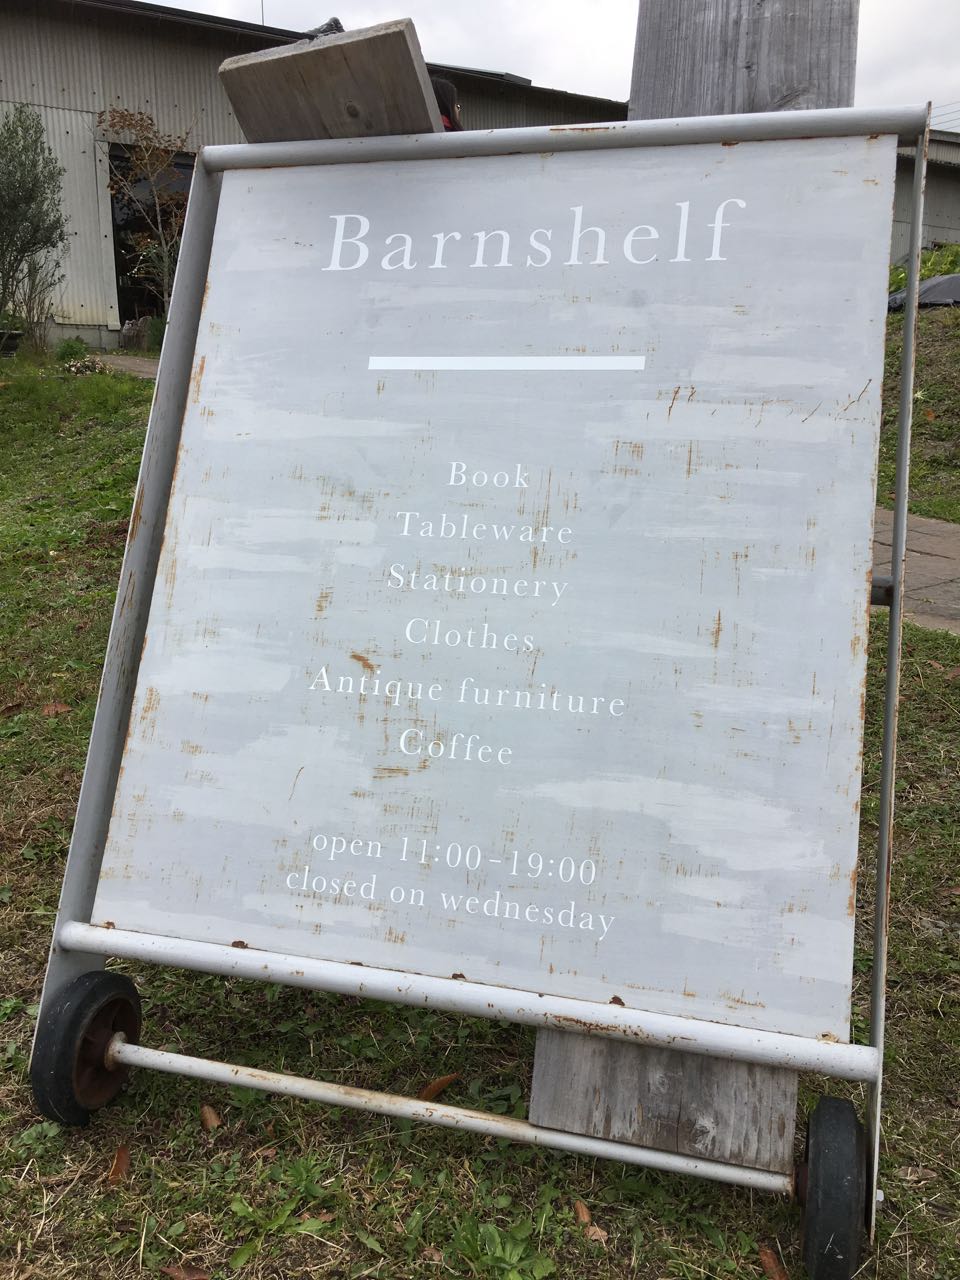 Barnshelf
Book
Tableware
Stationery
Clothes
Antique furniture
Coffee
open 11:00-19:00
closed on wednesday